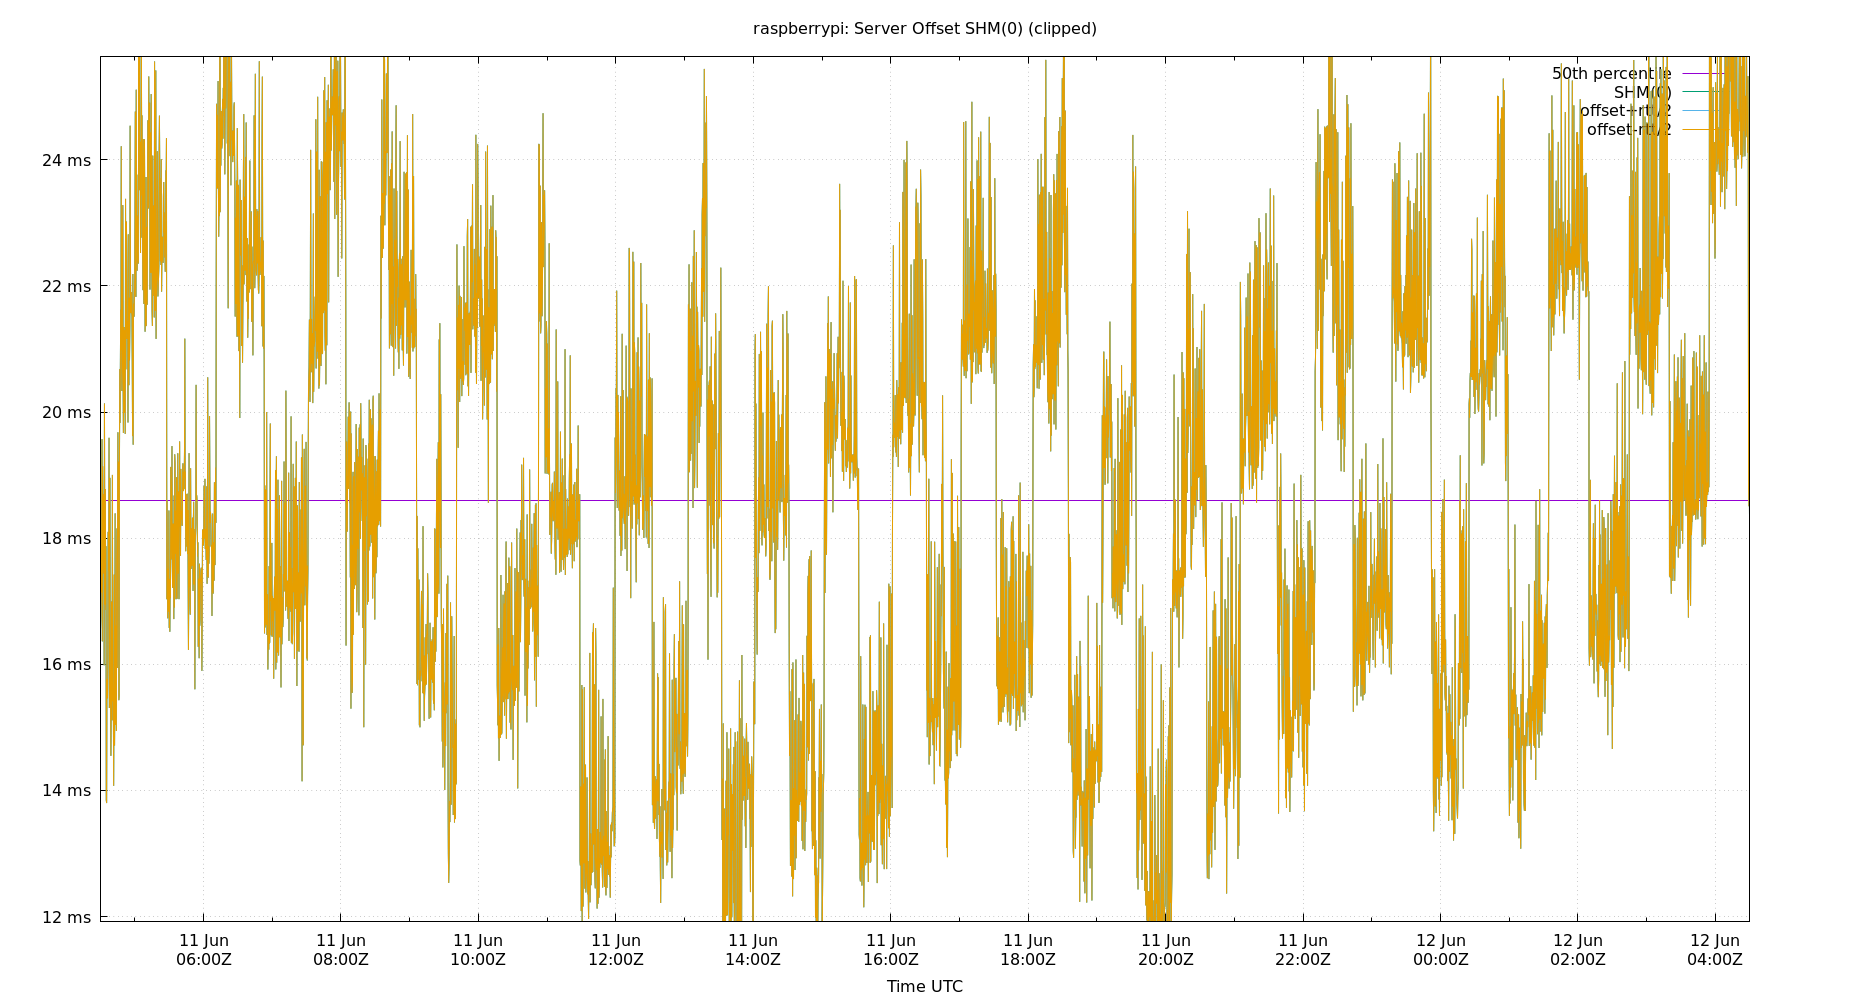 raspberrypi: Server Offset SHM(0) (clipped)
50th percentile
SHM(0)
offset+rtt/2
offset-rtt/2
24 ms
22 ms
20 ms
18 ms
16 ms
14 ms
12 ms
11 Jun 11 Jun 11 Jun 11 Jun 11 Jun 11 Jun 11 Jun 11 Jun 11 Jun 12 Jun 12 Jun 12 Jun
06:00Z 08:00Z 10:00Z 12:00Z 14:00Z 16:00Z 18:00Z 20:00Z 22:00Z 00:00Z 02:00Z 04:00Z
Time UTC